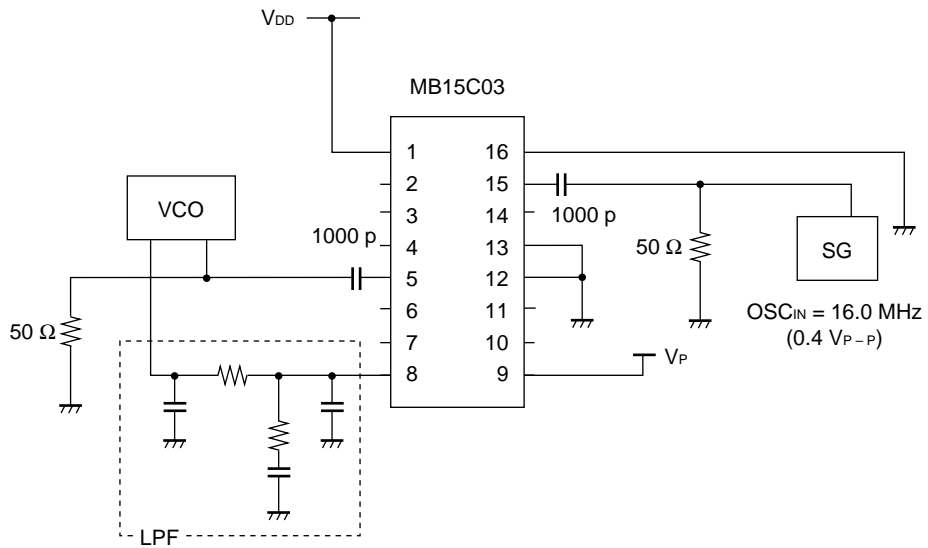 VDD
MB15C03
1 16
2 15
VCO
1000 p
3 14
1000 p
4 13
50 Ω
SG
5 12
6 11
OSCIN = 16.0 MHz
50 Ω
(0.4 VP – P)
7 10
VP
8 9
LPF